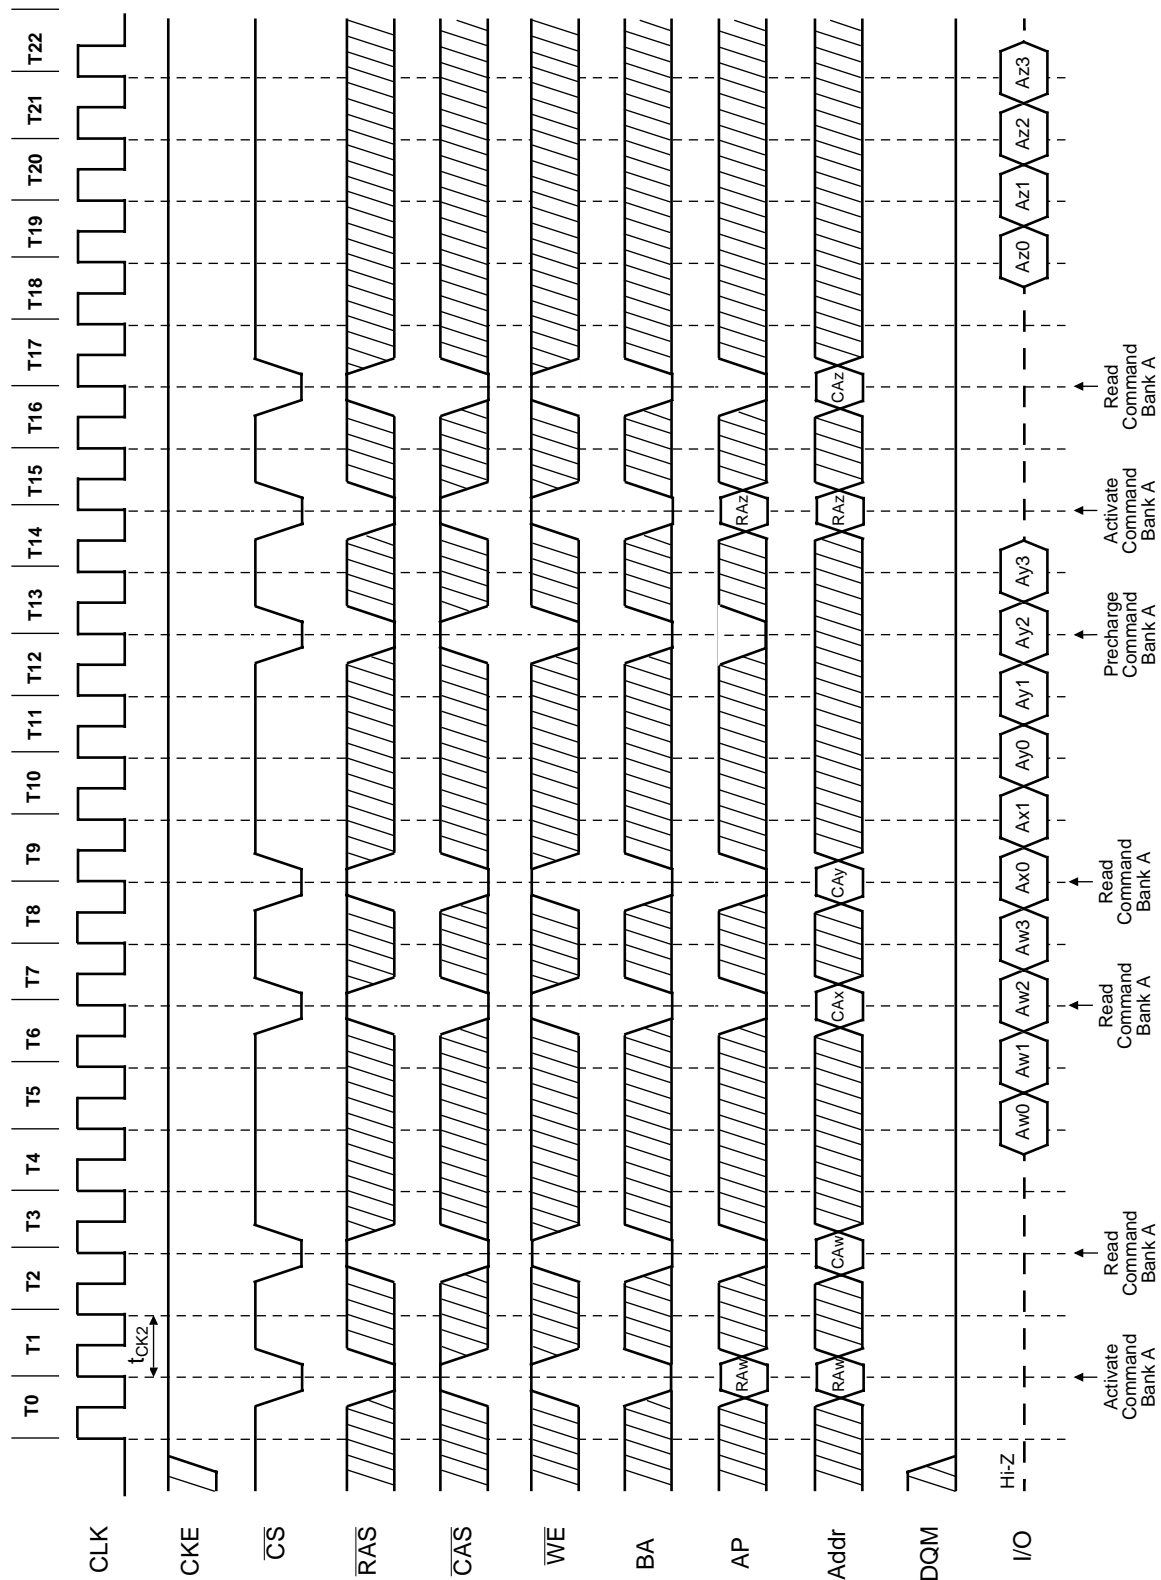 T0 T1 T2 T3 T4 T5 T6 T7 T8 T9 T10 T11 T12 T13 T14 T15 T16 T17 T18 T19 T20 T21 T22
CLK
tCK2
CKE
CS
RAS
CAS
WE
BA
AP RAw RAz
Addr RAw CAw CAx CAy RAz CAz
DQM
I/O Hi-Z Aw0 Aw1 Aw2 Aw3 Ax0 Ax1 Ay0 Ay1 Ay2 Ay3 Az0 Az1 Az2 Az3
Activate
Command
Bank A
Read
Command
Bank A
Read
Command
Bank A
Read
Command
Bank A
Precharge
Command
Bank A
Activate
Command
Bank A
Read
Command
Bank A